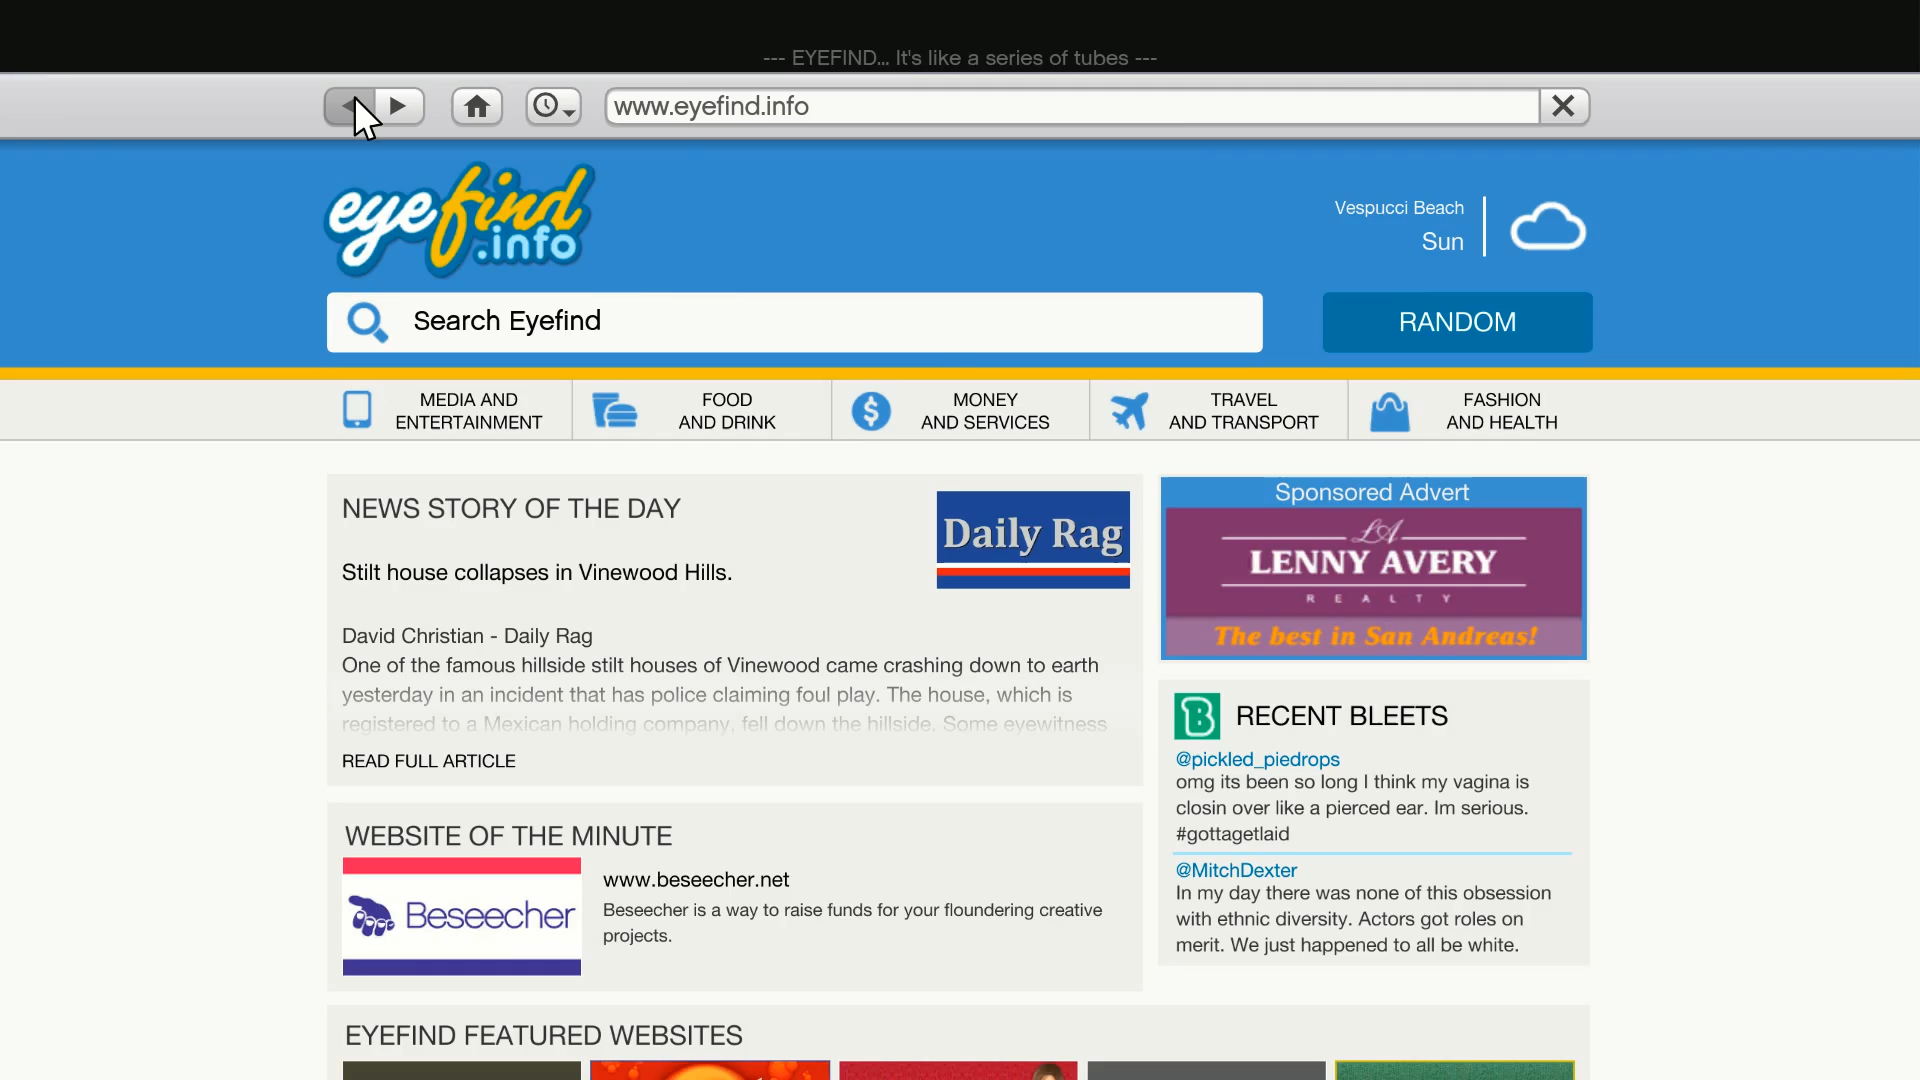 --- EYEFIND... It's like a series of tubes ---
www.eyefind.info
eyefind
.info
Vespucci Beach
Sun
Search Eyefind
RANDOM
MEDIA AND
ENTERTAINMENT
FOOD
AND DRINK
MONEY
AND SERVICES
TRAVEL
AND TRANSPORT
FASHION
AND HEALTH
NEWS STORY OF THE DAY
Daily Rag
Stilt house collapses in Vinewood Hills.
David Christian - Daily Rag
One of the famous hillside stilt houses of Vinewood came crashing down to earth
yesterday in an incident that has police claiming foul play. The house, which is
registered to a Mexican holding company, fell down the hillside. Some eyewitness
READ FULL ARTICLE
Sponsored Advert
LA
LENNY AVERY
REALTY
The best in San Andreas!
B
RECENT BLEETS
@pickled_piedrops
omg its been so long I think my vagina is
closin over like a pierced ear. Im serious.
#gottagetlaid
@MitchDexter
In my day there was none of this obsession
with ethnic diversity. Actors got roles on
merit. We just happened to all be white.
WEBSITE OF THE MINUTE
Beseecher
www.beseecher.net
Beseecher is a way to raise funds for your floundering creative
projects.
EYEFIND FEATURED WEBSITES